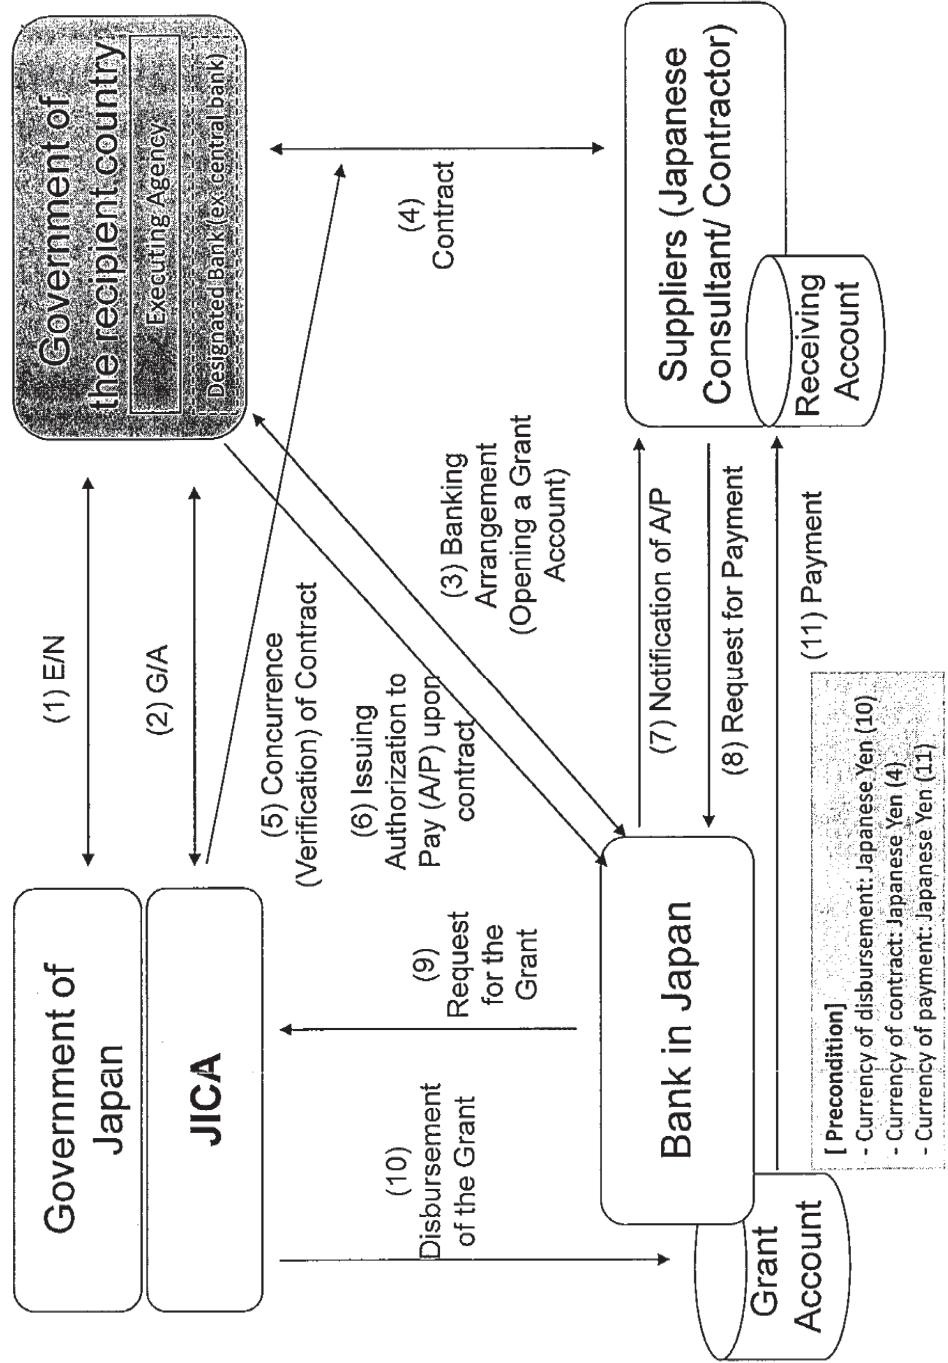 Government of
Japan
JICA
Government of
the recipient country
Executing Agency
Designated Bank (ex. central bank)
(1) E/N
(2) G/A
(5) Concurrence
(Verification) of Contract
(6) Issuing
Authorization to
Pay (A/P) upon
contract
(3) Banking
Arrangement
(Opening a Grant
Account)
(4)
Contract
(9)
Request
for the
Grant
(10)
Disbursement
of the Grant
Bank in Japan
Grant
Account
(7) Notification of A/P
(8) Request for Payment
(11) Payment
Suppliers (Japanese
Consultant/ Contractor)
Receiving
Account
[ Precondition]
- Currency of disbursement: Japanese Yen (10)
- Currency of contract: Japanese Yen (4)
- Currency of payment: Japanese Yen (11)